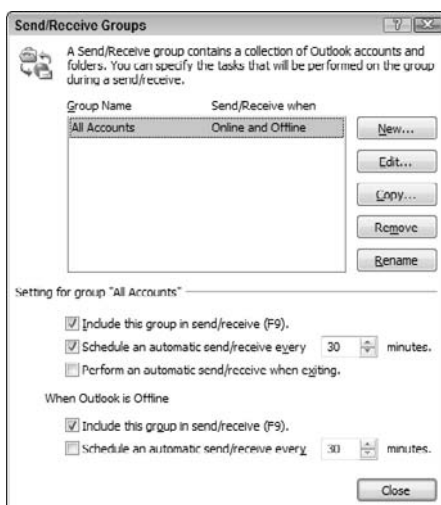 Send/Receive Groups
A Send/Receive group contains a collection of Outlook accounts and
folders. You can specify the tasks that will be performed on the group
during a send/receive.
Group Name Send/Receive when
All Accounts Online and Offline
New...
Edit...
Copy...
Remove
Rename
Setting for group "All Accounts"
Include this group in send/receive (F9).
Schedule an automatic send/receive every 30 minutes.
Perform an automatic send/receive when exiting.
When Outlook is Offline
Include this group in send/receive (F9).
Schedule an automatic send/receive every 30 minutes.
Close